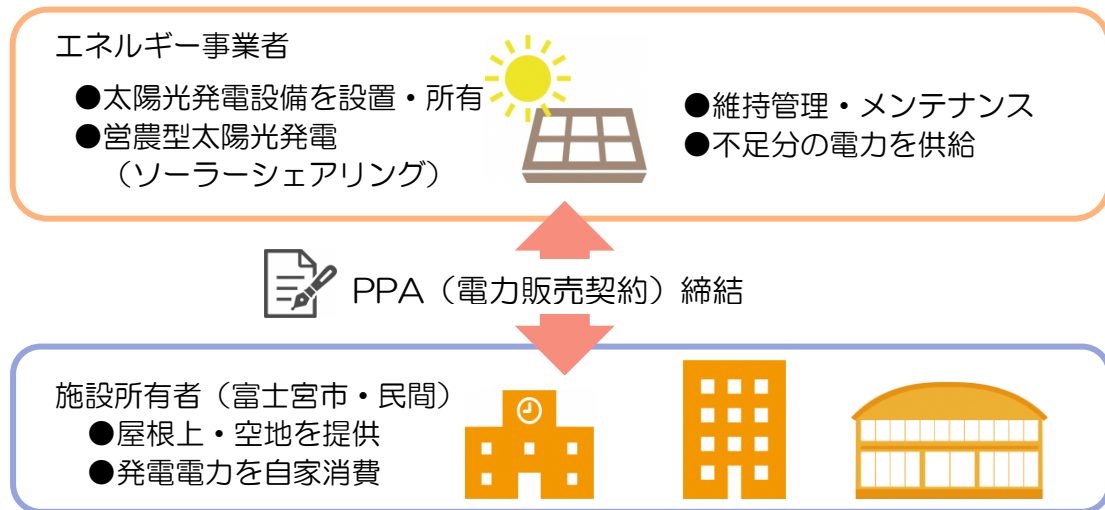 エネルギー事業者
●太陽光発電設備を設置・所有
●営農型太陽光発電
（ソーラーシェアリング）
●維持管理・メンテナンス
●不足分の電力を供給
PPA（電力販売契約）締結
施設所有者（富士宮市・民間）
●屋根上・空地を提供
●発電電力を自家消費